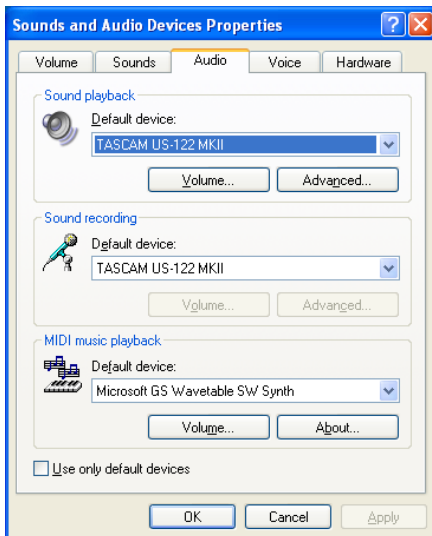 Sounds and Audio Devices Properties
Volume Sounds Audio Voice Hardware
Sound playback
Default device:
TASCAM US-122 MKII
Volume... Advanced...
Sound recording
Default device:
TASCAM US-122 MKII
Volume... Advanced...
MIDI music playback
Default device:
Microsoft GS Wavetable SW Synth
Volume... About...
Use only default devices
OK Cancel Apply